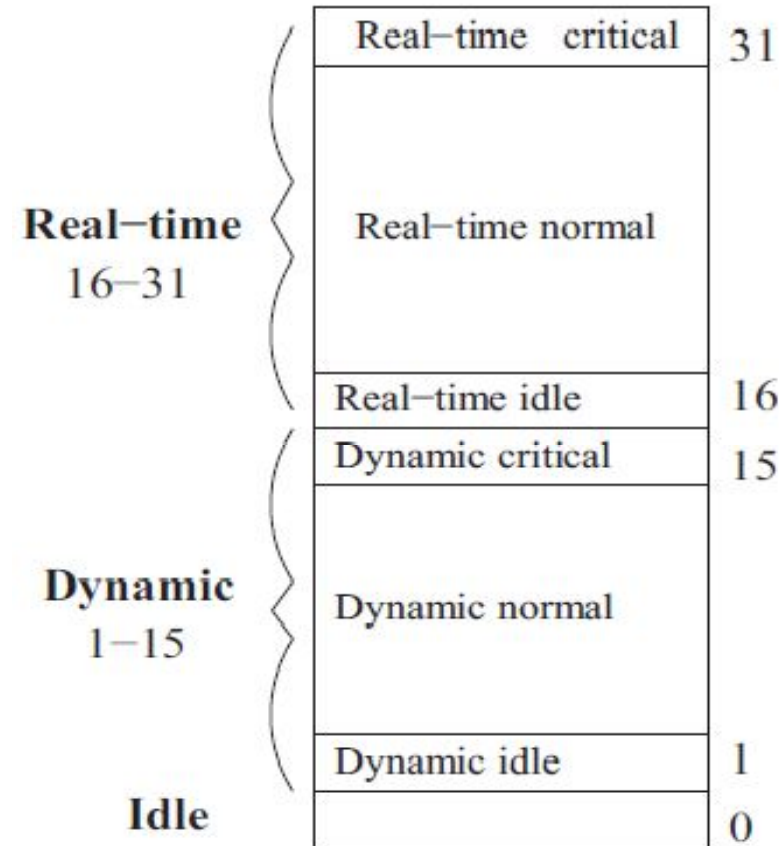 Real−time critical 31
Real−time normal
Real−time
16−31
Real−time idle 16
Dynamic critical 15
Dynamic normal
Dynamic
1−15
Dynamic idle 1
Idle 0